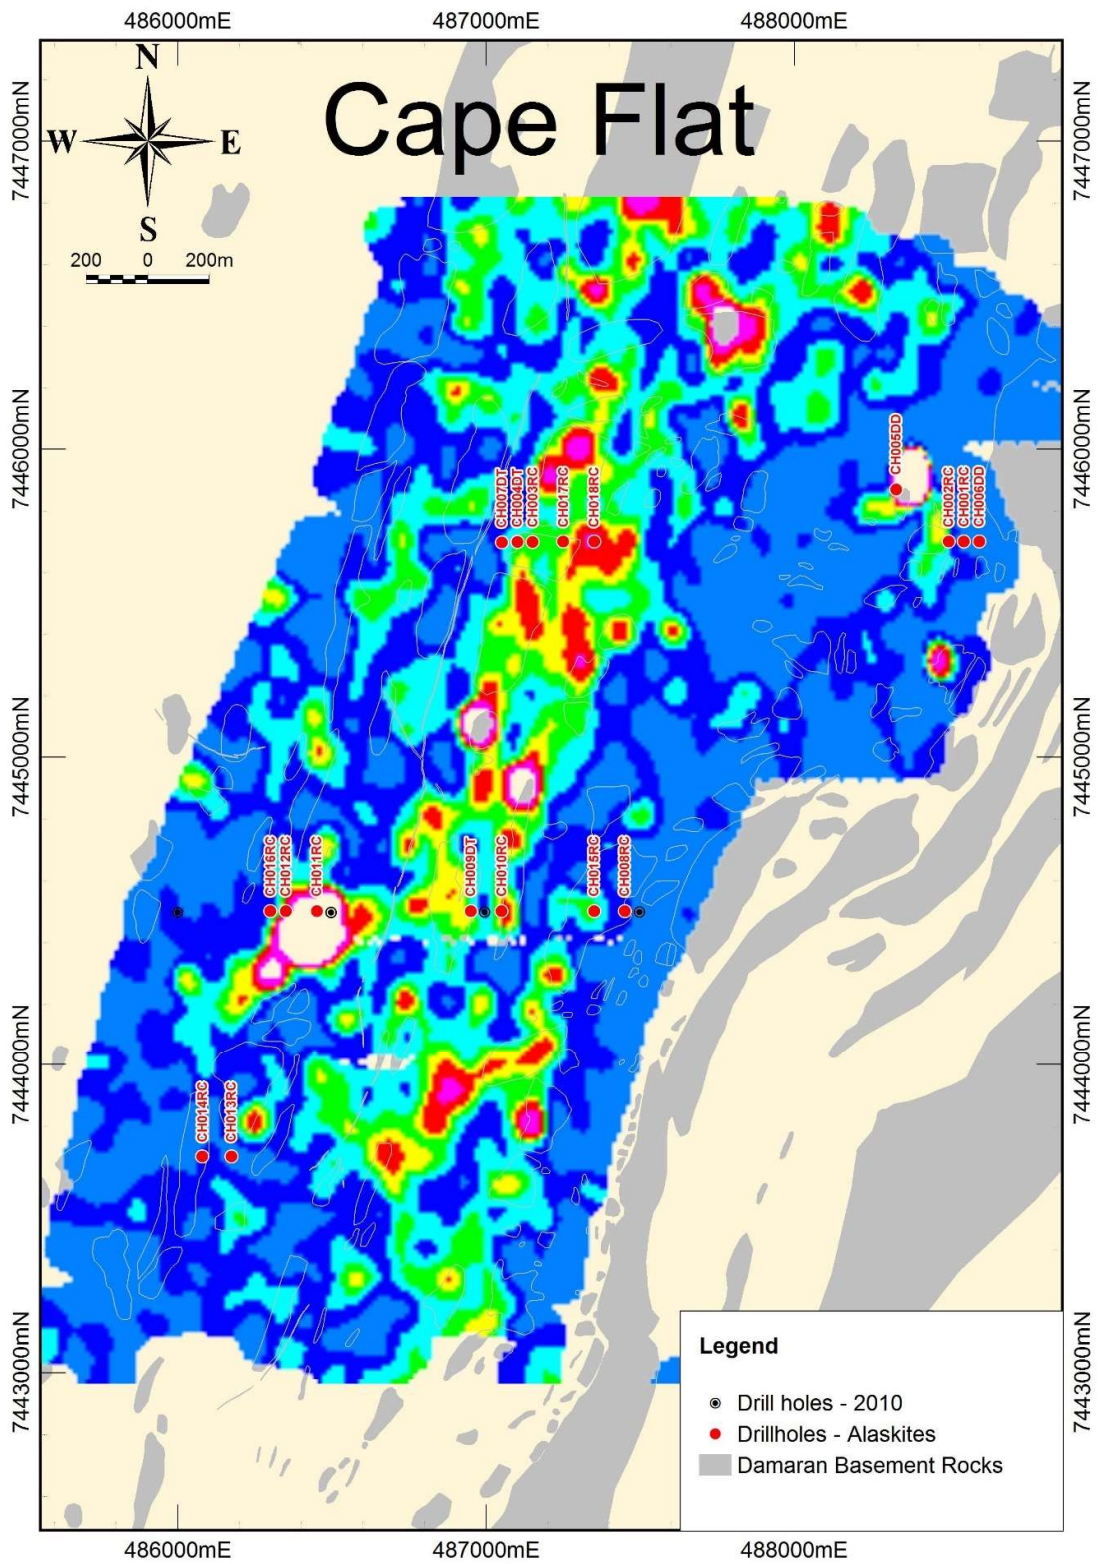 486000mE
487000mE
488000mE
N
W
E
S
Cape Flat
200
0
200m
7447000mN
7447000mN
7446000mN
7446000mN
CH005DD
CH007DT
CH004DT
CH003RC
CH017RC
CH018RC
CH002RC
CH001RC
CH006DD
7445000mN
7445000mN
CH016RC
CH012RC
CH011RC
CH009DT
CH010RC
CH015RC
CH008RC
7444000mN
7444000mN
CH014RC
CH013RC
7443000mN
7443000mN
Legend
Drill holes - 2010
Drillholes - Alaskites
Damaran Basement Rocks
486000mE
487000mE
488000mE